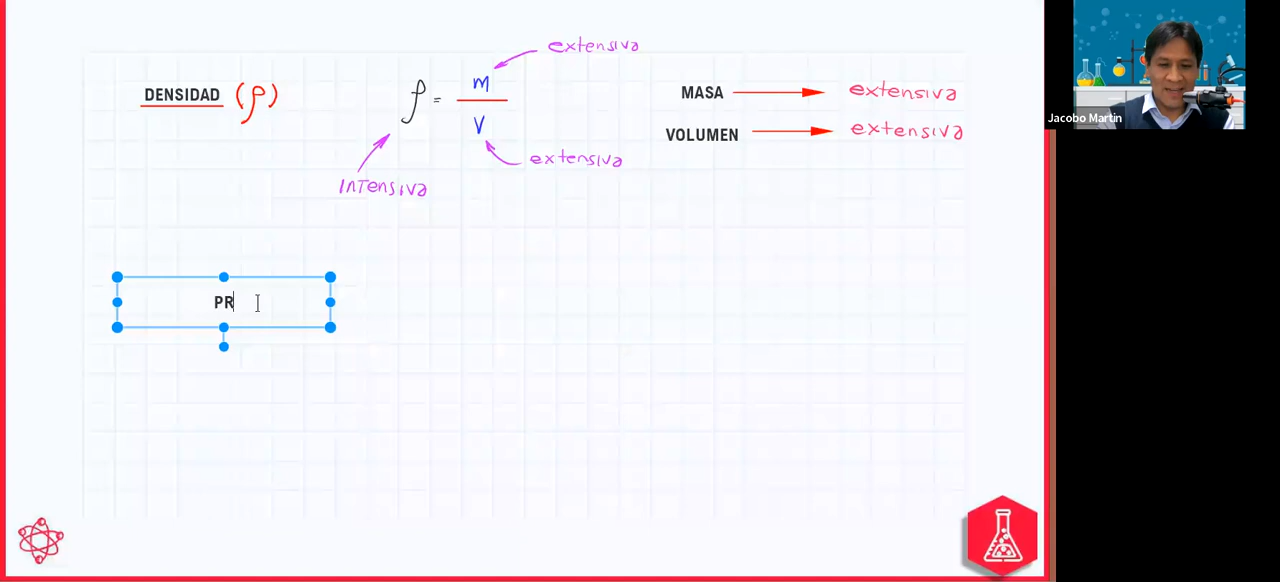 extensiva
DENSIDAD (ρ)
ρ = m / V
MASA → extensiva
VOLUMEN → extensiva
extensiva
INTensiva
PR
Jacobo Martin